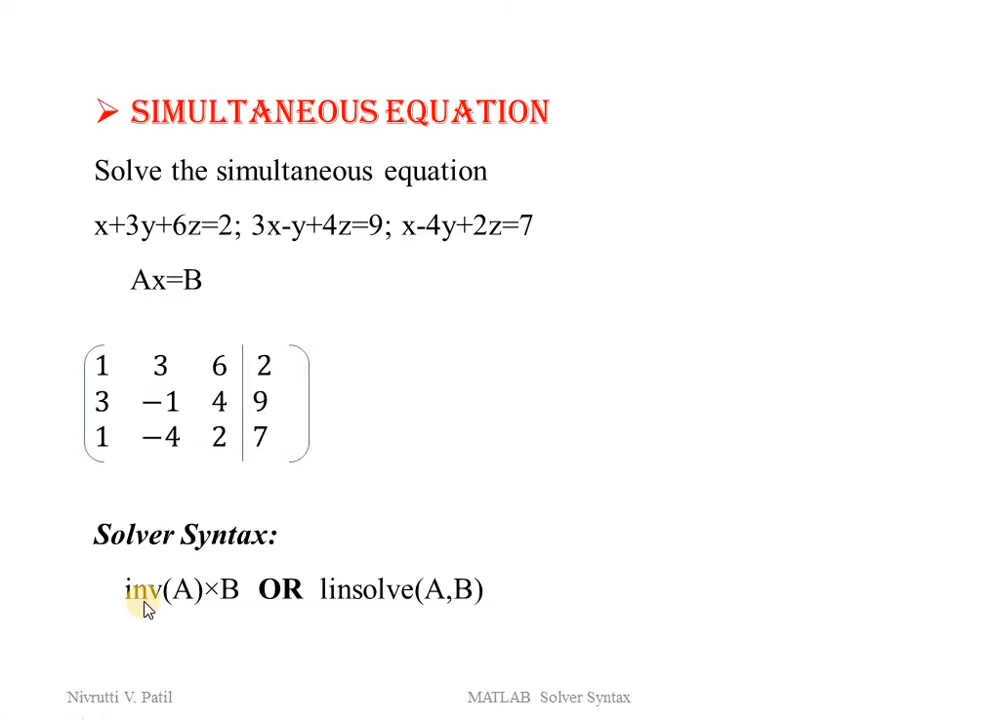 ➢ SIMULTANEOUS EQUATION
Solve the simultaneous equation
x+3y+6z=2; 3x-y+4z=9; x-4y+2z=7
Ax=B
1 3 6 2
3 −1 4 9
1 −4 2 7
Solver Syntax:
inv(A)×B OR linsolve(A,B)
Nivrutti V. Patil MATLAB Solver Syntax